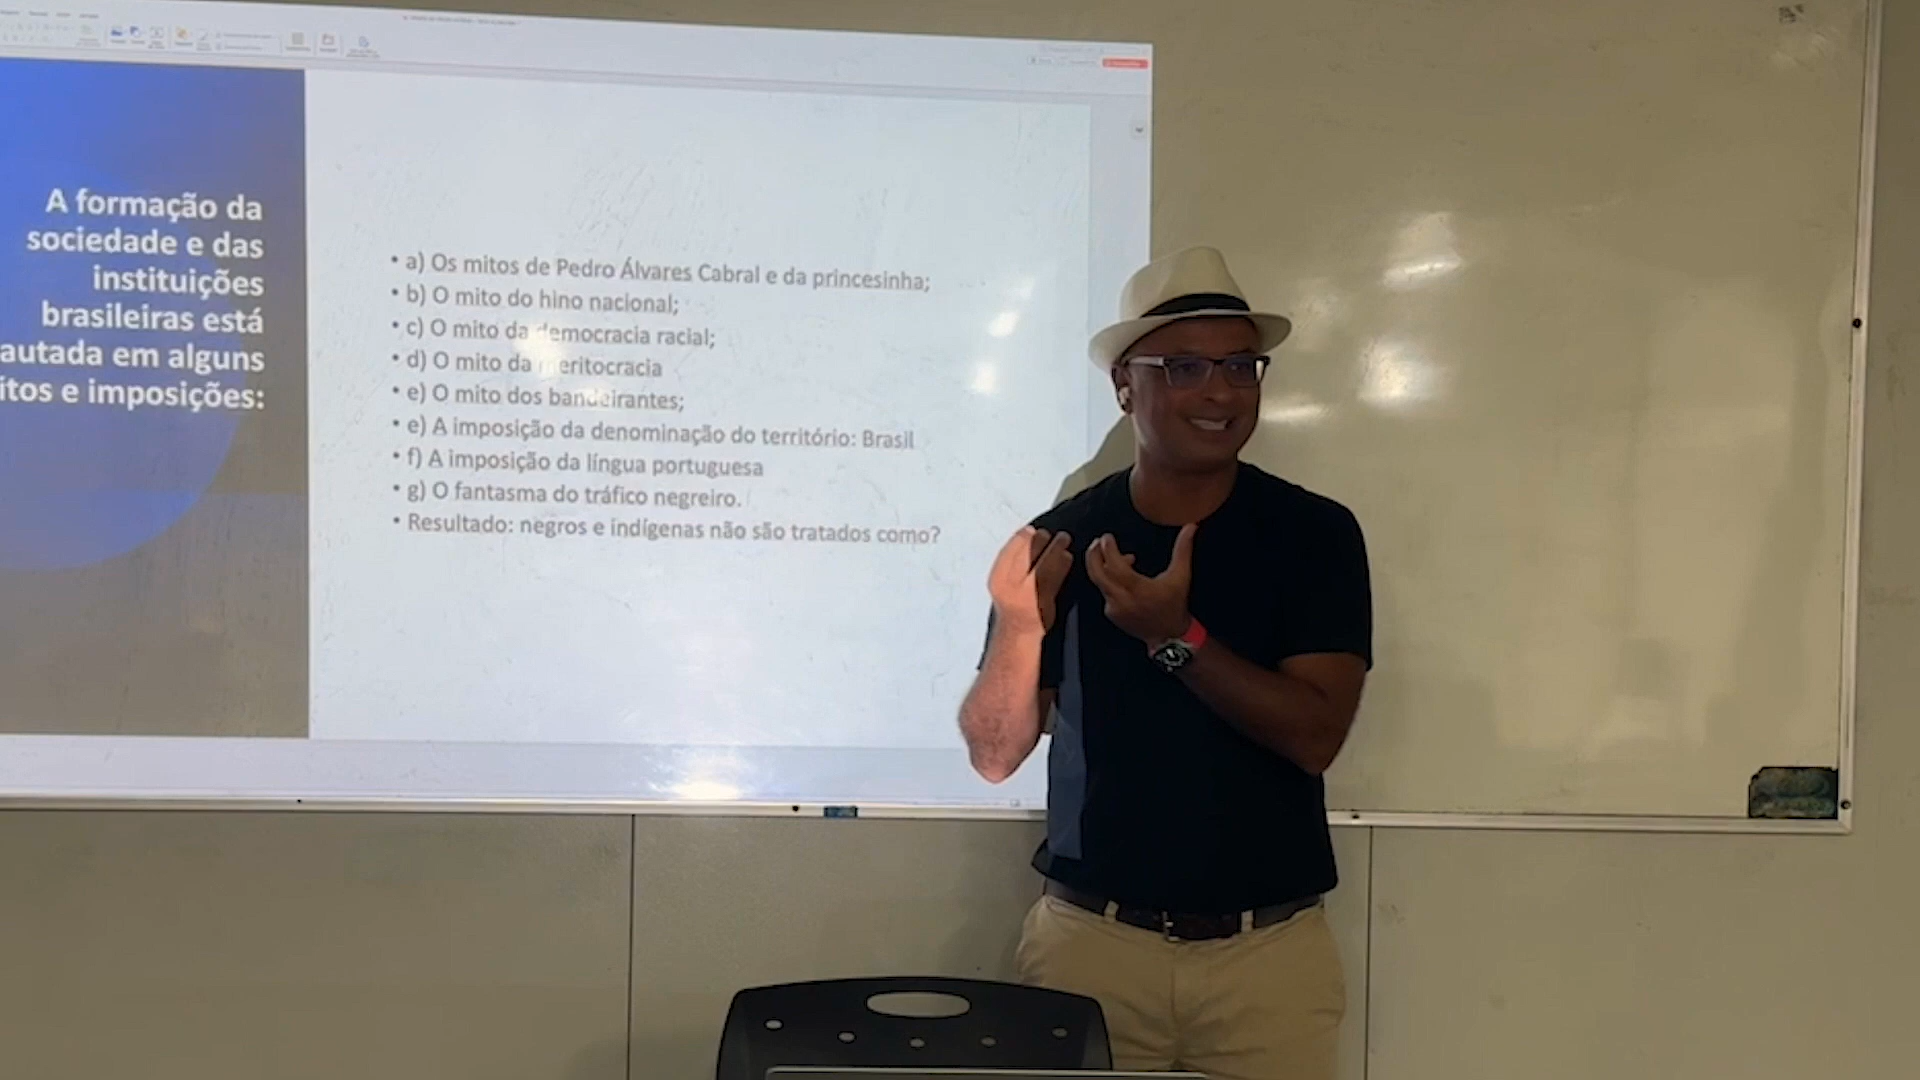 A formação da
sociedade e das
instituições
brasileiras está
autada em alguns
itos e imposições:
• a) Os mitos de Pedro Álvares Cabral e da princesinha;
• b) O mito do hino nacional;
• c) O mito da democracia racial;
• d) O mito da meritocracia
• e) O mito dos bandeirantes;
• e) A imposição da denominação do território: Brasil
• f) A imposição da língua portuguesa
• g) O fantasma do tráfico negreiro.
• Resultado: negros e indígenas não são tratados como?